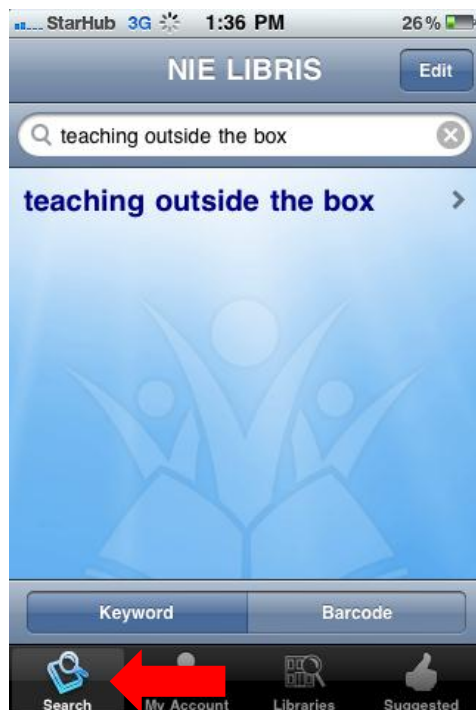 StarHub 3G 1:36 PM 26%
NIE LIBRIS Edit
teaching outside the box
teaching outside the box
Keyword Barcode
Search My Account Libraries Suggested